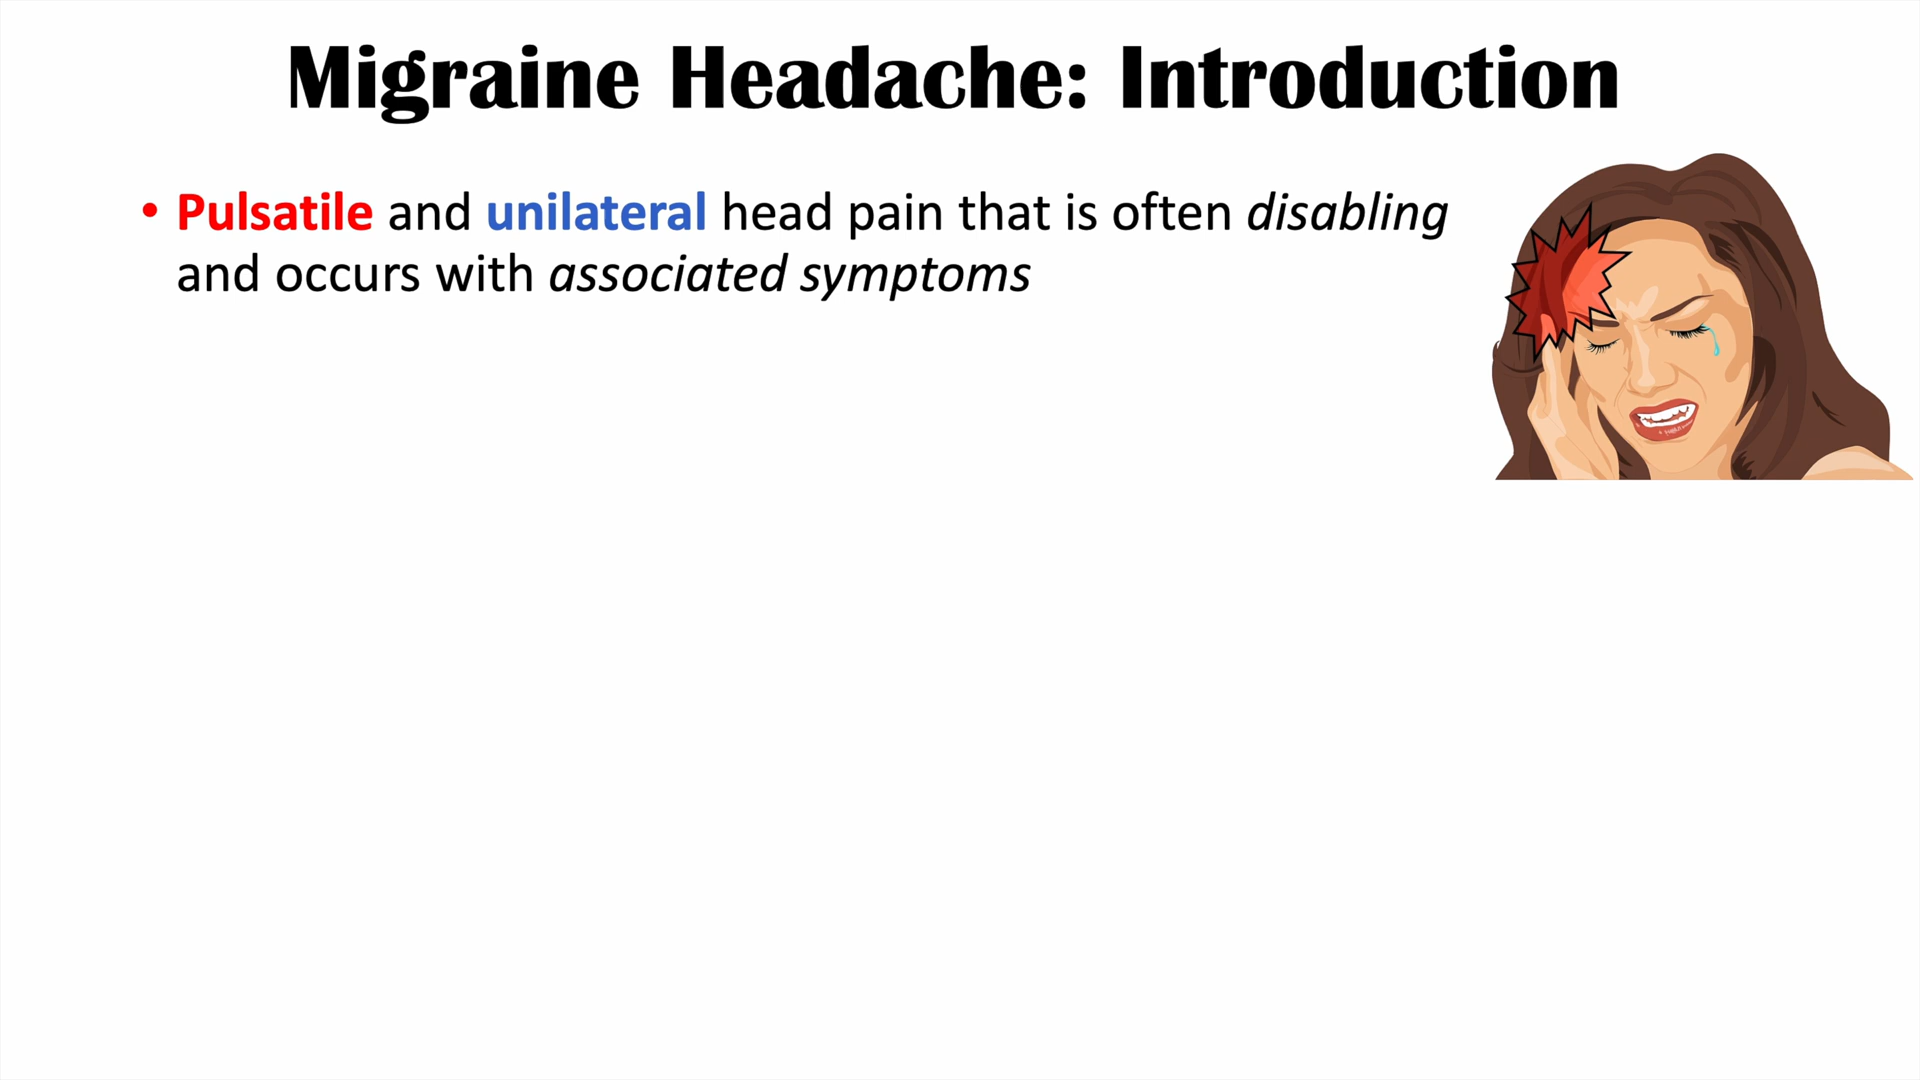 Migraine Headache: Introduction
• Pulsatile and unilateral head pain that is often disabling
and occurs with associated symptoms